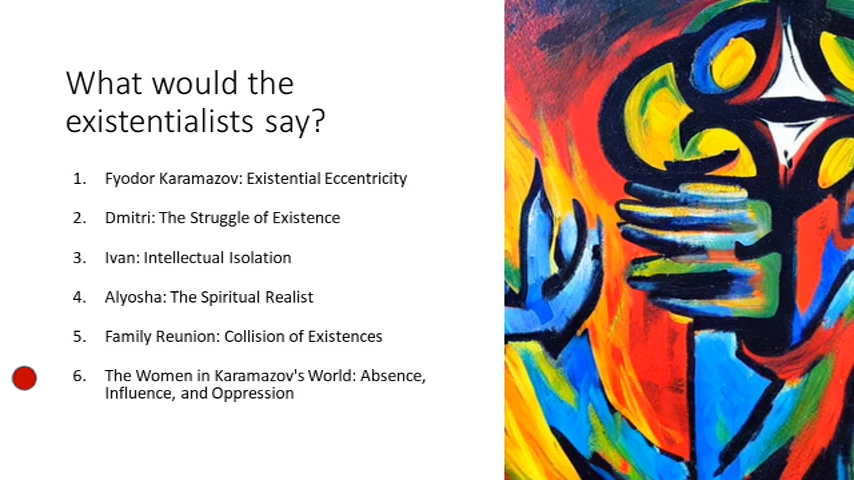 What would the
existentialists say?
1. Fyodor Karamazov: Existential Eccentricity
2. Dmitri: The Struggle of Existence
3. Ivan: Intellectual Isolation
4. Alyosha: The Spiritual Realist
5. Family Reunion: Collision of Existences
6. The Women in Karamazov's World: Absence,
Influence, and Oppression